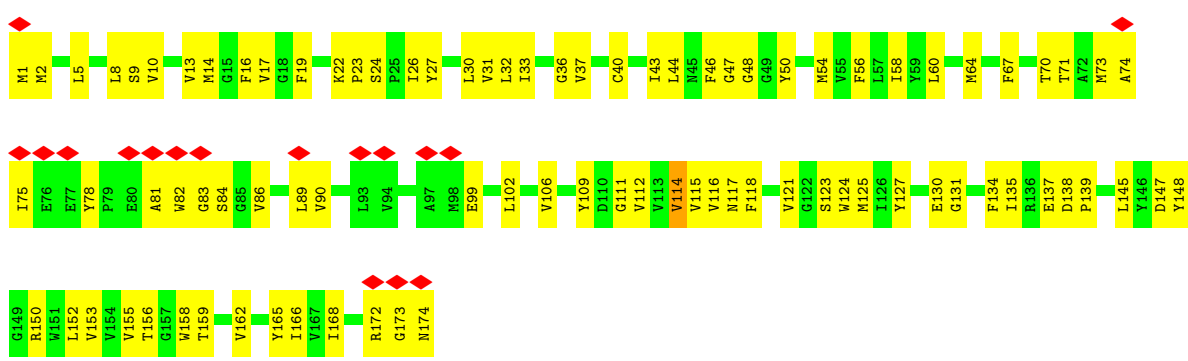 M1 M2 L5 L8 S9 V10 V13 M14 G15 F16 V17 G18 F19 K22 P23 S24 P25 I26 Y27 L30 V31 L32 I33 G36 V37 C40 I43 L44 N45 F46 G47 G48 G49 Y50 M54 V55 F56 L57 I58 Y59 L60 M64 F67 T70 T71 A72 M73 A74
I75 E76 E77 Y78 P79 E80 A81 W82 G83 S84 G85 V86 L89 V90 L93 V94 A97 M98 E99 L102 V106 Y109 D110 G111 V112 V113 V114 V115 V116 N117 F118 V121 G122 S123 W124 M125 I126 Y127 E130 G131 F134 I135 R136 E137 D138 P139 L145 Y146 D147 Y148
G149 R150 W151 L152 V153 V154 V155 T156 G157 W158 T159 V162 Y165 I166 V167 I168 R172 G173 N174